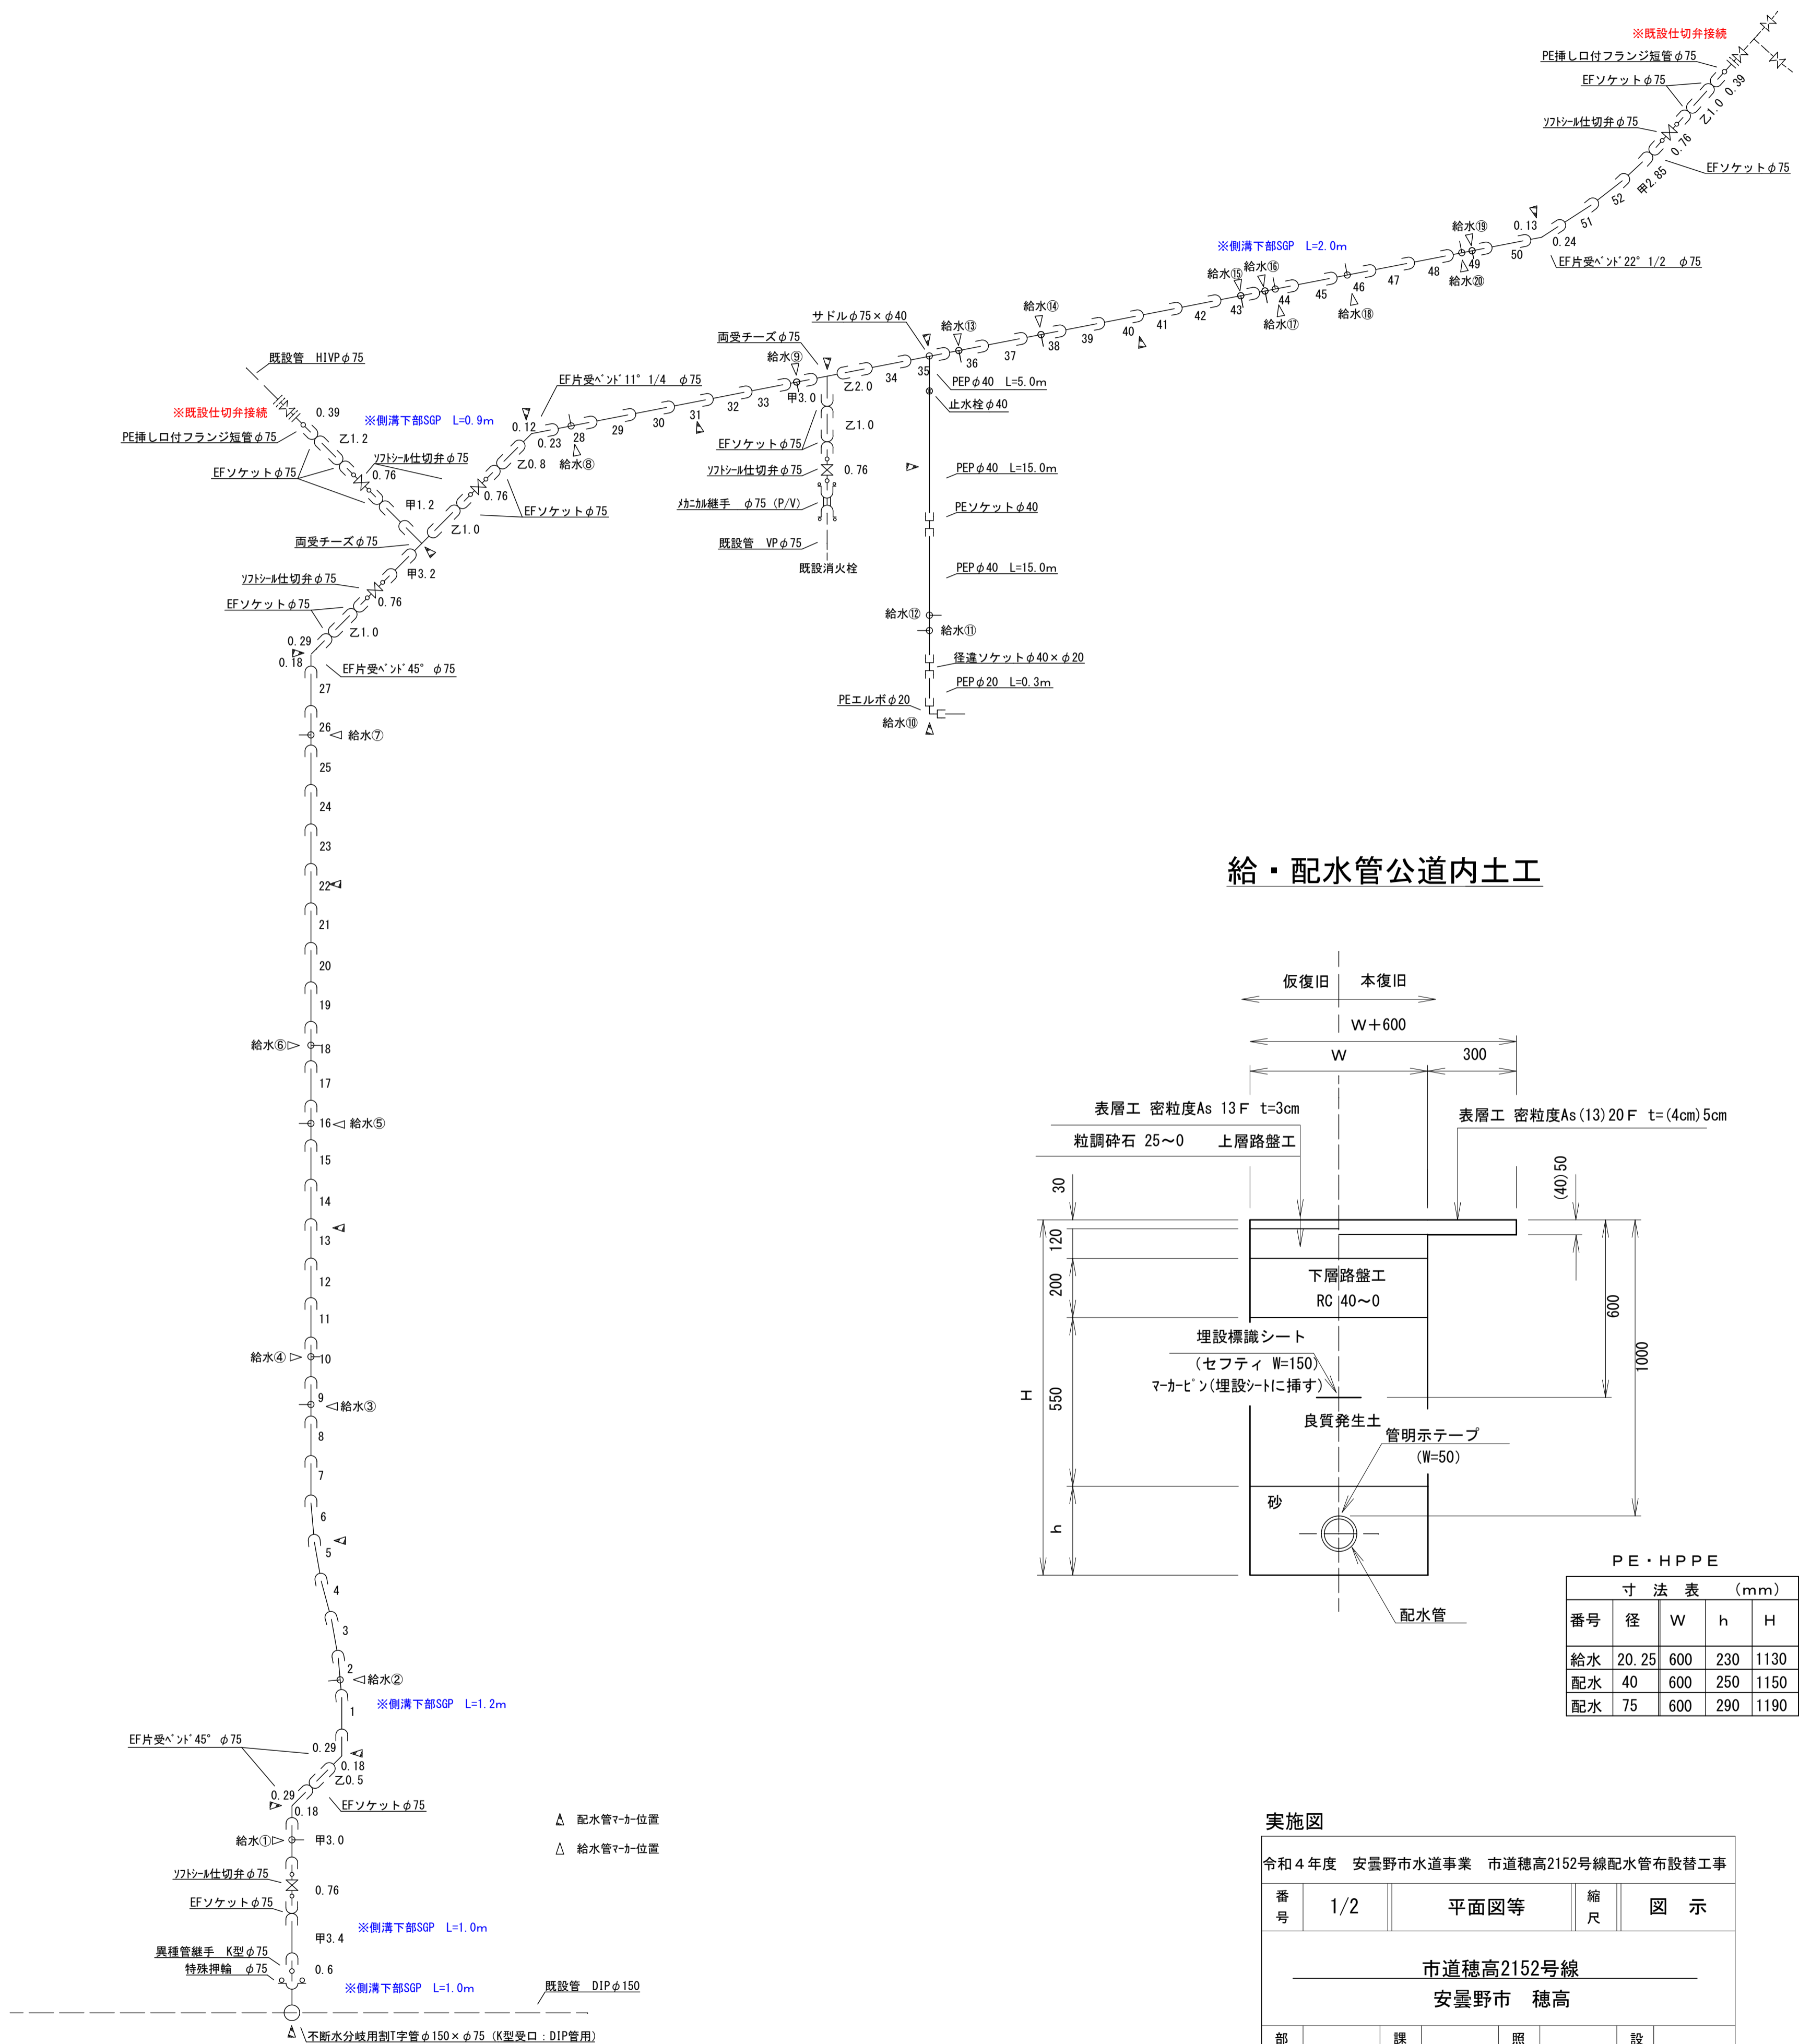 ※既設仕切弁接続
PE挿し口付フランジ短管φ75
EFソケットφ75
ソフトシール仕切弁φ75
0.39
乙1.0
0.76
EFソケットφ75
甲2.85
52
51
0.13
0.24
EF片受ベンド22°1/2 φ75
50
給水⑲
49
給水⑳
48
47
※側溝下部SGP L=2.0m
46
給水⑱
45
給水⑯
給水⑮
44
給水⑰
43
42
41
40
39
給水⑭
38
37
給水⑬
36
サドルφ75×φ40
35
両受チーズφ75
34
乙2.0
給水⑨
甲3.0
33
32
31
30
29
28
給水⑧
EF片受ベンド11°1/4 φ75
0.12
0.23
乙0.8
PEPφ40 L=5.0m
止水栓φ40
PEPφ40 L=15.0m
PEソケットφ40
PEPφ40 L=15.0m
給水⑫
給水⑪
径違ソケットφ40×φ20
PEPφ20 L=0.3m
PEエルボφ20
給水⑩
乙1.0
EFソケットφ75
ソフトシール仕切弁φ75
0.76
メカニカル継手 φ75 (P/V)
既設管 VPφ75
既設消火栓
既設管 HIVPφ75
※既設仕切弁接続
0.39
※側溝下部SGP L=0.9m
PE挿し口付フランジ短管φ75
乙1.2
EFソケットφ75
ソフトシール仕切弁φ75
0.76
0.76
甲1.2
EFソケットφ75
乙1.0
両受チーズφ75
甲3.2
ソフトシール仕切弁φ75
0.76
EFソケットφ75
乙1.0
0.29
0.18
EF片受ベンド45° φ75
27
26
給水⑦
25
24
23
22
21
20
19
給水⑥
18
17
16
給水⑤
15
14
13
12
11
給水④
10
9
給水③
8
7
6
5
4
3
2
給水②
※側溝下部SGP L=1.2m
1
EF片受ベンド45° φ75
0.29
0.18
乙0.5
0.29
EFソケットφ75
0.18
給水①
甲3.0
ソフトシール仕切弁φ75
0.76
EFソケットφ75
※側溝下部SGP L=1.0m
甲3.4
異種管継手 K型φ75
特殊押輪 φ75
0.6
※側溝下部SGP L=1.0m
既設管 DIPφ150
不断水分岐用割T字管φ150×φ75 (K型受口：DIP管用)
配水管マーカー位置
給水管マーカー位置
給・配水管公道内土工
仮復旧 本復旧
W+600
W 300
表層工 密粒度As 13F t=3cm
粒調砕石 25～0 上層路盤工
表層工 密粒度As(13)20F t=(4cm)5cm
30
(40)50
120
200
下層路盤工
RC 40～0
600
1000
埋設標識シート
(セフティ W=150)
マーカーピン(埋設シートに挿す)
H
550
良質発生土
管明示テープ
(W=50)
砂
h
配水管
PE・HPPE
寸法表 (mm)
番号 径 W h H
給水 20.25 600 230 1130
配水 40 600 250 1150
配水 75 600 290 1190
実施図
令和4年度 安曇野市水道事業 市道穂高2152号線配水管布設替工事
番号 1/2 平面図等 縮尺 図示
市道穂高2152号線
安曇野市 穂高
部 課 照 設